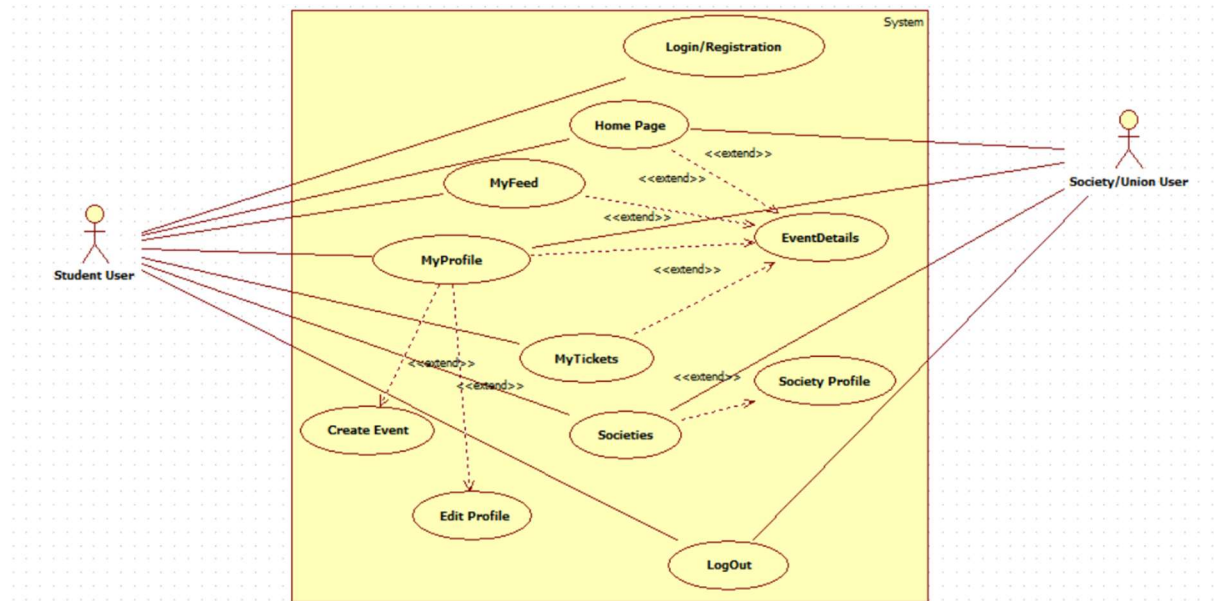 System
Login/Registration
Home Page
<<extend>>
Society/Union User
MyFeed
<<extend>>
<<extend>>
EventDetails
Student User
MyProfile
<<extend>>
MyTickets
<<extend>>
<<extend>>
<<extend>>
Society Profile
Create Event
Societies
Edit Profile
LogOut